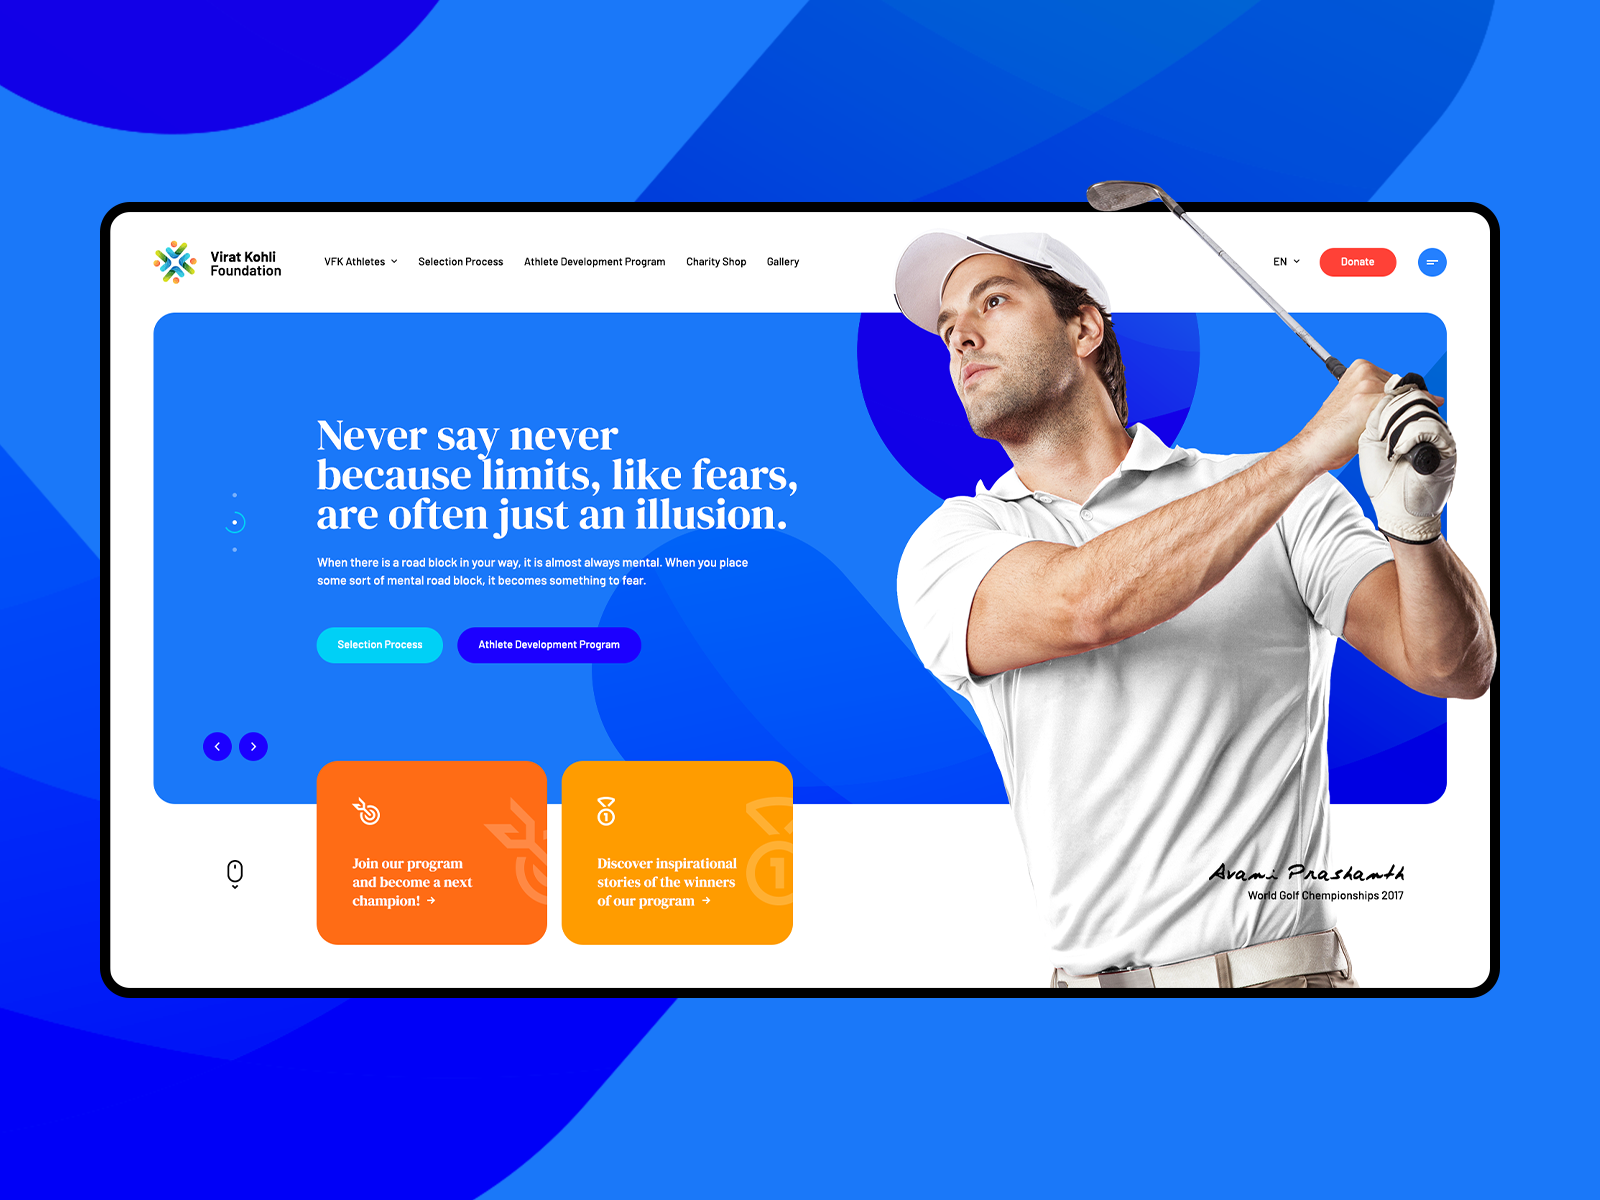 Virat Kohli
Foundation
VFK Athletes
Selection Process
Athlete Development Program
Charity Shop
Gallery
EN
Donate
Never say never
because limits, like fears,
are often just an illusion.
When there is a road block in your way, it is almost always mental. When you place
some sort of mental road block, it becomes something to fear.
Selection Process
Athlete Development Program
Join our program
and become a next
champion! →
Discover inspirational
stories of the winners
of our program →
1
1
Avani Prashanth
World Golf Chempionships 2017